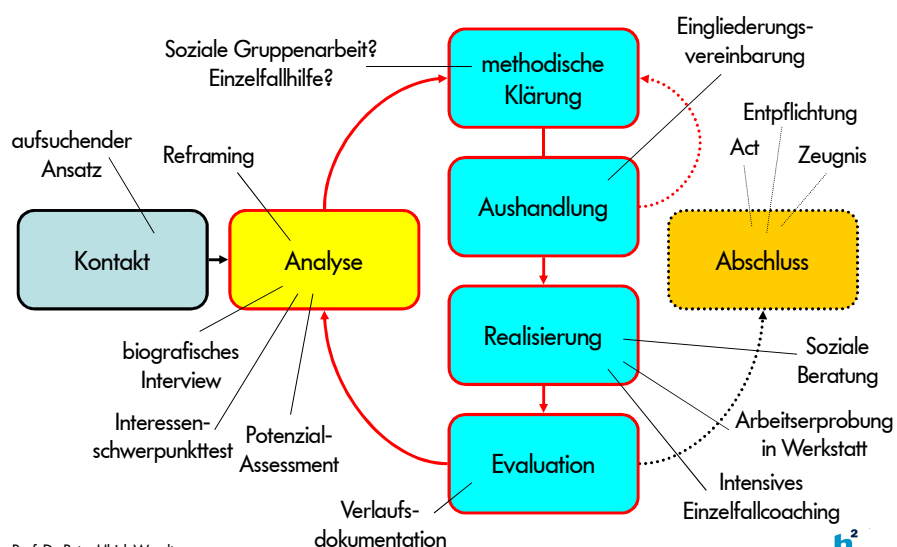 Soziale Gruppenarbeit?
Einzelfallhilfe?
methodische
Klärung
Eingliederungs-
vereinbarung
Entpflichtung
Act
Zeugnis
aufsuchender
Ansatz
Reframing
Kontakt
Analyse
Aushandlung
Abschluss
Realisierung
Soziale
Beratung
biografisches
Interview
Interessen-
schwerpunkttest
Potenzial-
Assessment
Arbeitserprobung
in Werkstatt
Evaluation
Intensives
Einzelfallcoaching
Verlaufs-
dokumentation
h²